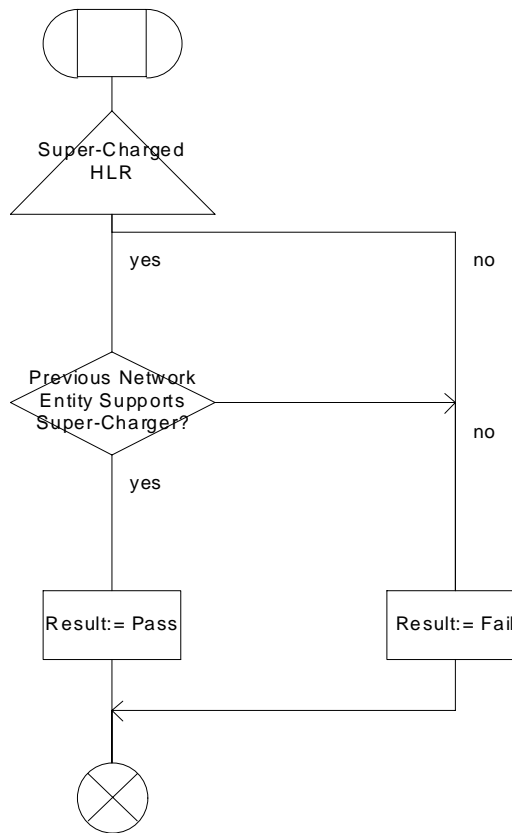 Super-Charged
HLR
yes
no
Previous Network
Entity Supports
Super-Charger?
no
yes
Result:= Pass
Result:= Fail